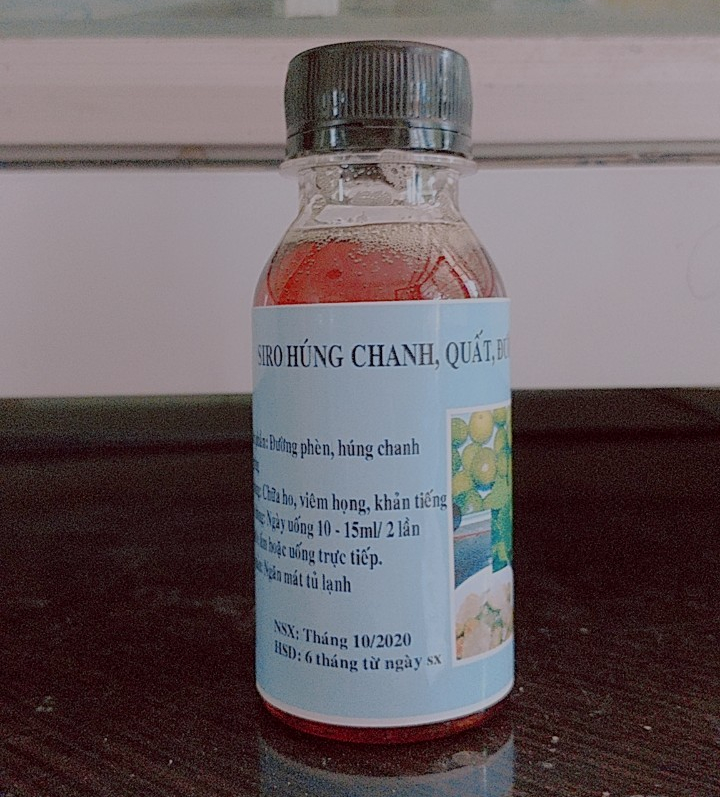 SIRO HÚNG CHANH, QUẤT,
Đường phèn, húng chanh
Chữa ho, viêm họng, khản tiếng
Ngày uống 10 - 15ml/ 2 lần
hoặc uống trực tiếp.
Ngăn mát tủ lạnh
NSX: Tháng 10/2020
HSD: 6 tháng từ ngày sx